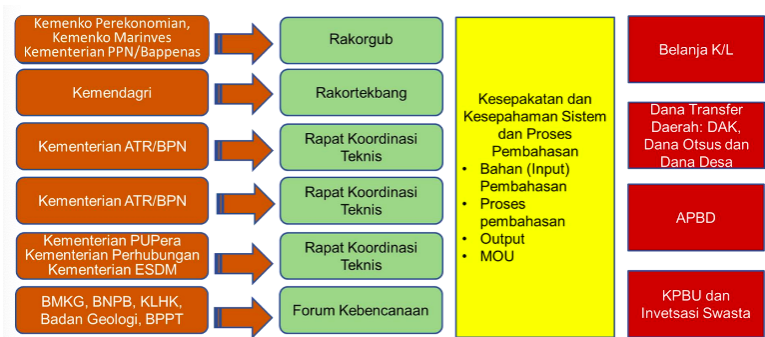 Kemenko Perekonomian,
Kemenko Marinves
Kementerian PPN/Bappenas
Rakorgub
Kemendagri
Rakortekbang
Kementerian ATR/BPN
Rapat Koordinasi
Teknis
Kementerian ATR/BPN
Rapat Koordinasi
Teknis
Kementerian PUPera
Kementerian Perhubungan
Kementerian ESDM
Rapat Koordinasi
Teknis
BMKG, BNPB, KLHK,
Badan Geologi, BPPT
Forum Kebencanaan
Kesepakatan dan
Kesepahaman Sistem
dan Proses
Pembahasan
• Bahan (Input)
Pembahasan
• Proses
pembahasan
• Output
• MOU
Belanja K/L
Dana Transfer
Daerah: DAK,
Dana Otsus dan
Dana Desa
APBD
KPBU dan
Invetsasi Swasta